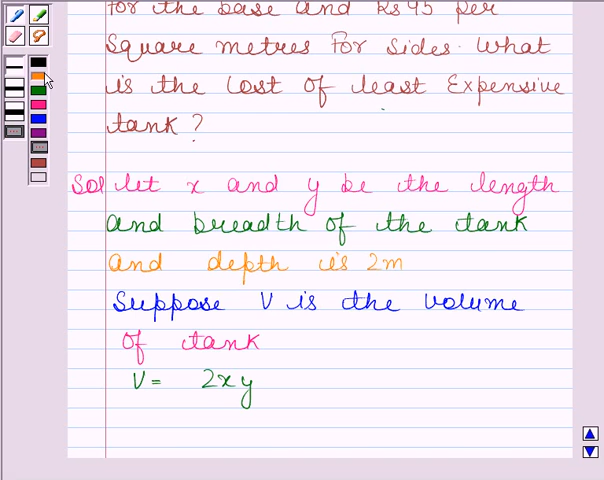 for the base and Rs 45 per
Square metres For sides. What
is the Cost of least Expensive
tank?
Sol let x and y be the length
and breadth of the tank
and depth is 2m
Suppose V is the volume
of tank
V = 2xy